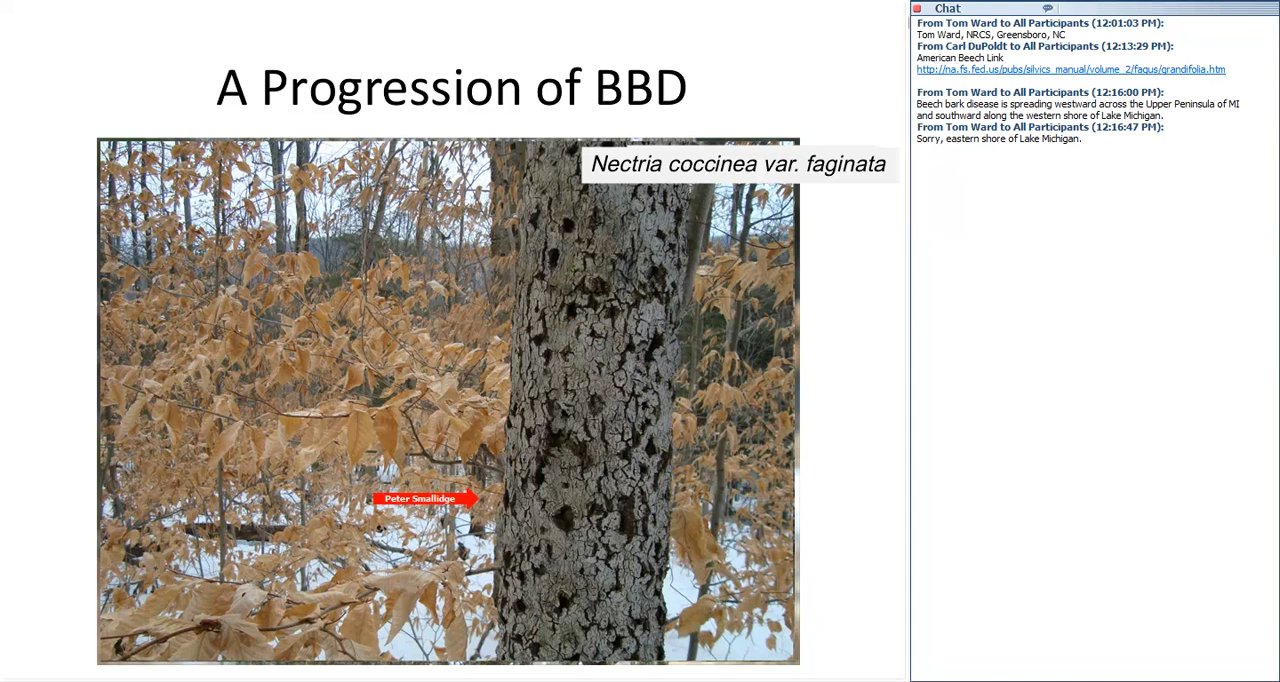 A Progression of BBD
Nectria coccinea var. faginata
Peter Smallidge
Chat
From Tom Ward to All Participants (12:01:03 PM):
Tom Ward, NRCS, Greensboro, NC
From Carl DuPoldt to All Participants (12:13:29 PM):
American Beech Link
http://na.fs.fed.us/pubs/silvics_manual/volume_2/fagus/grandifolia.htm
From Tom Ward to All Participants (12:16:00 PM):
Beech bark disease is spreading westward across the Upper Peninsula of MI
and southward along the western shore of Lake Michigan.
From Tom Ward to All Participants (12:16:47 PM):
Sorry, eastern shore of Lake Michigan.